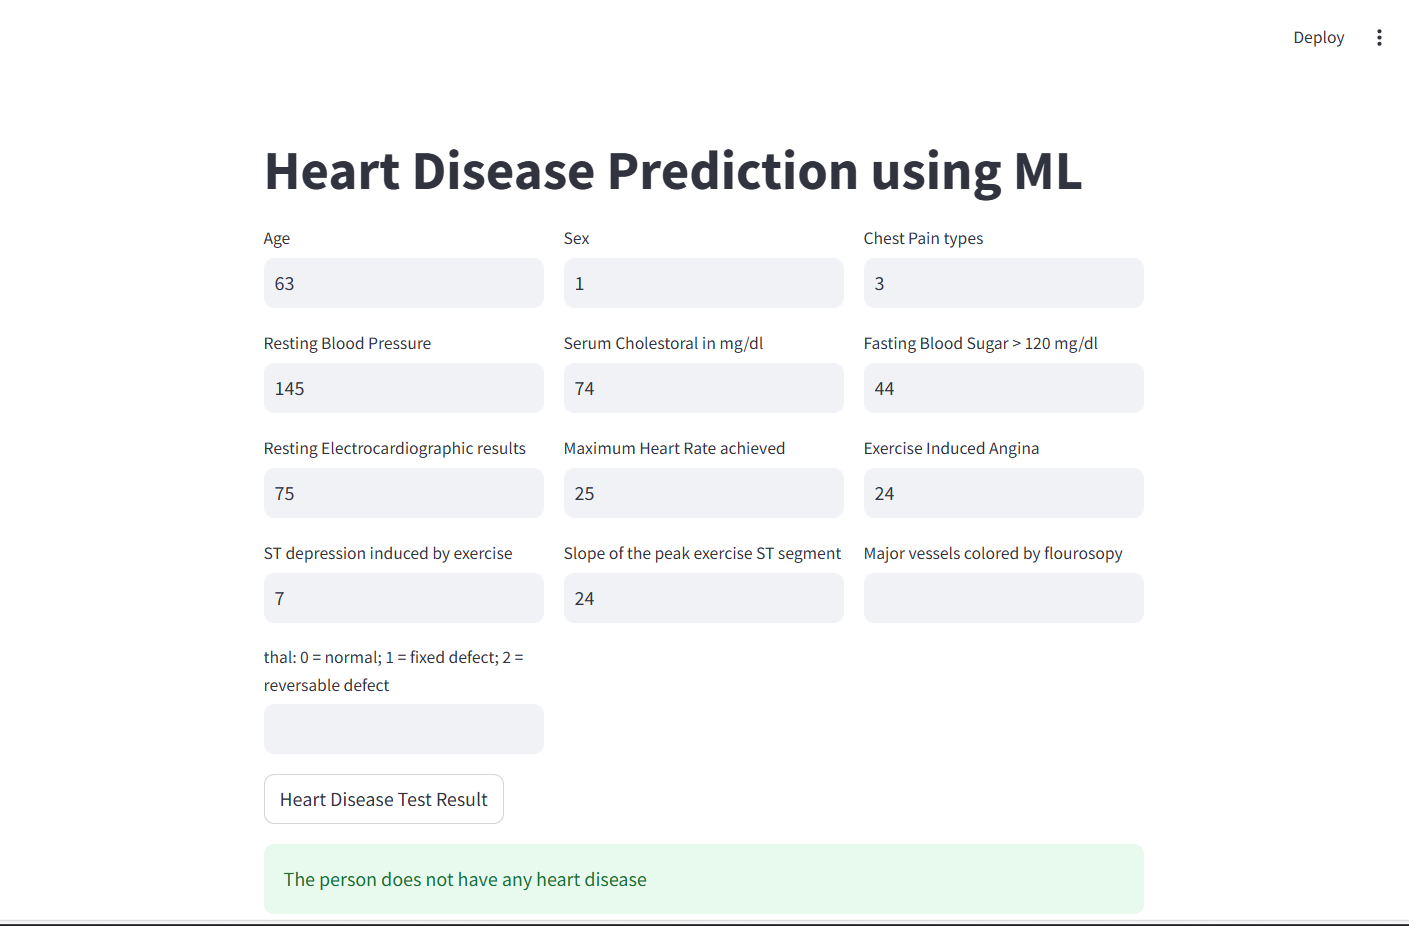 Deploy
Heart Disease Prediction using ML
Age
Sex
Chest Pain types
63
1
3
Resting Blood Pressure
Serum Cholestoral in mg/dl
Fasting Blood Sugar > 120 mg/dl
145
74
44
Resting Electrocardiographic results
Maximum Heart Rate achieved
Exercise Induced Angina
75
25
24
ST depression induced by exercise
Slope of the peak exercise ST segment
Major vessels colored by flourosopy
7
24
thal: 0 = normal; 1 = fixed defect; 2 =
reversable defect
Heart Disease Test Result
The person does not have any heart disease